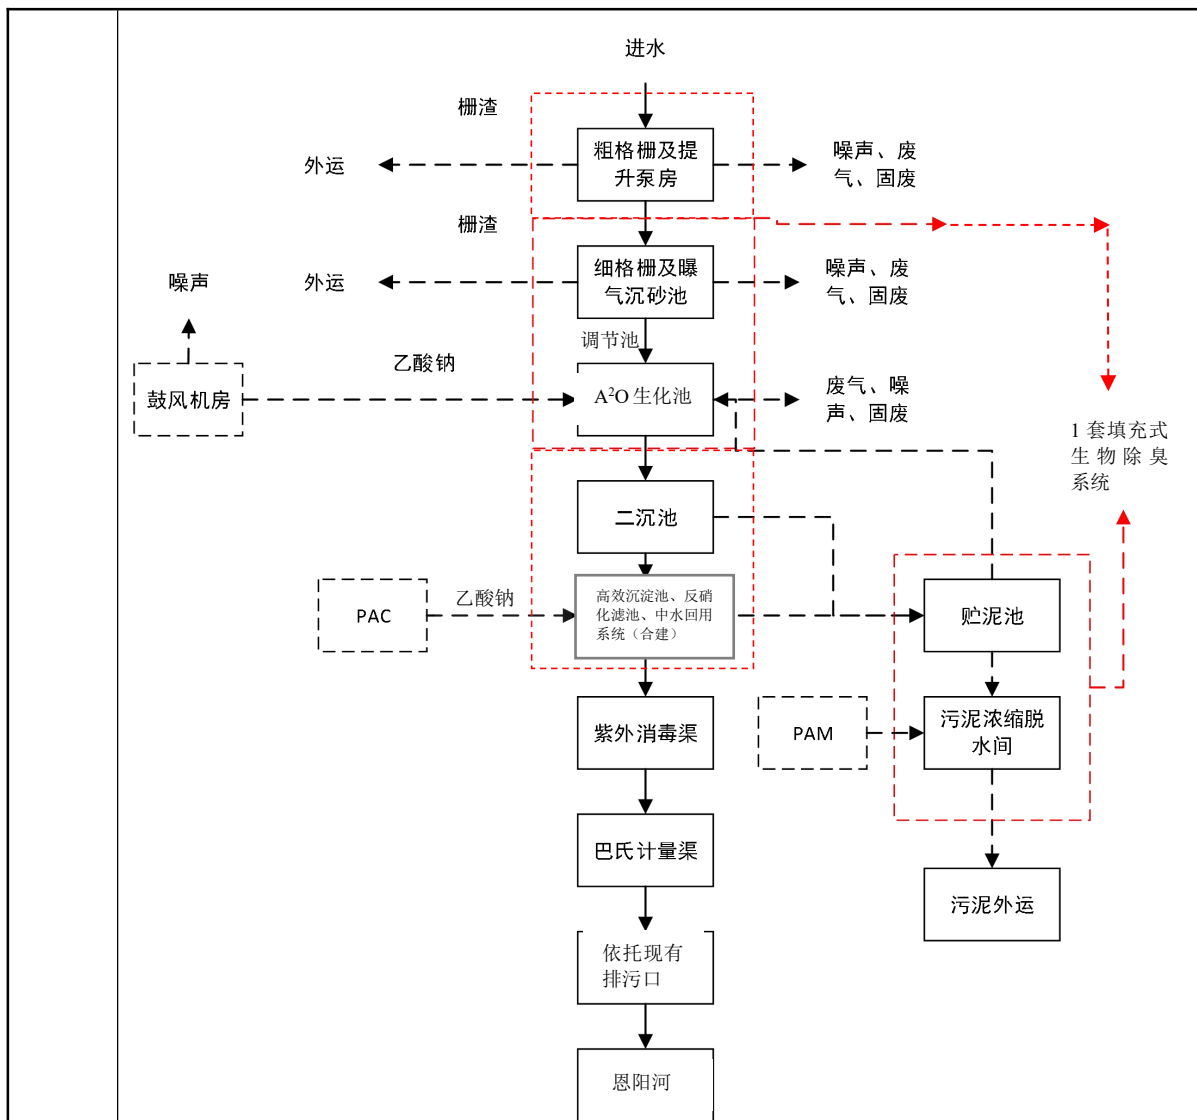 进水
栅渣
粗格栅及提
升泵房
外运
噪声、废
气、固废
栅渣
细格栅及曝
气沉砂池
外运
噪声、废
气、固废
噪声
调节池
乙酸钠
鼓风机房
A²O 生化池
废气、噪
声、固废
1 套填充式
生物除臭
系统
二沉池
PAC
乙酸钠
高效沉淀池、反硝
化滤池、中水回用
系统（合建）
贮泥池
紫外消毒渠
PAM
污泥浓缩脱
水间
巴氏计量渠
污泥外运
依托现有
排污口
恩阳河